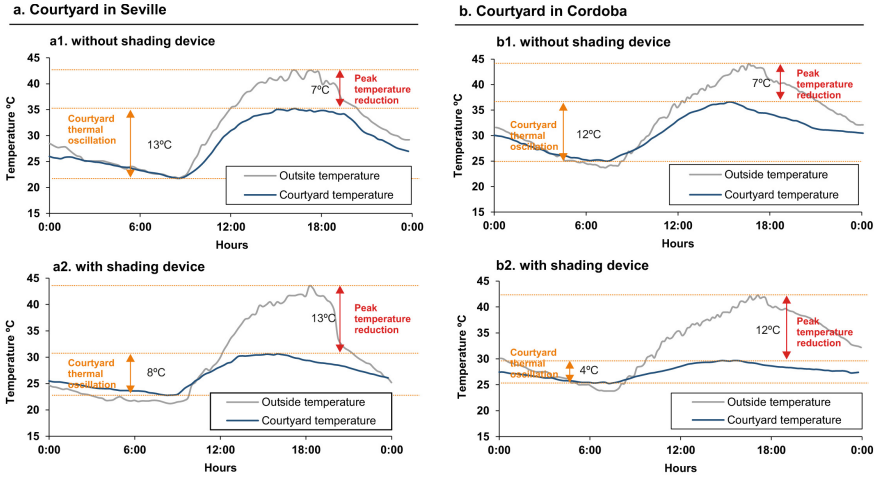 a. Courtyard in Seville
a1. without shading device
45
40
35
30
25
20
15
Temperature ºC
Courtyard
thermal
oscillation
13ºC
7ºC
Peak
temperature
reduction
Outsite temperature
Courtyard temperature
0:00
6:00
12:00
18:00
0:00
Hours
a2. with shading device
45
40
35
30
25
20
15
Temperature ºC
Courtyard
thermal
oscillation
8ºC
13ºC
Peak
temperature
reduction
Outside temperature
Courtyard temperature
0:00
6:00
12:00
18:00
0:00
Hours
b. Courtyard in Cordoba
b1. without shading device
45
40
35
30
25
20
15
Temperature ºC
Courtyard
thermal
oscillation
12ºC
7ºC
Peak
temperature
reduction
Outside temperature
Courtyard temperature
0:00
6:00
12:00
18:00
0:00
Hours
b2. with shading device
45
40
35
30
25
20
15
Temperature ºC
Courtyard
thermal
oscillation
4ºC
12ºC
Peak
temperature
reduction
Outside temperature
Courtyard temperature
0:00
6:00
12:00
18:00
0:00
Hours